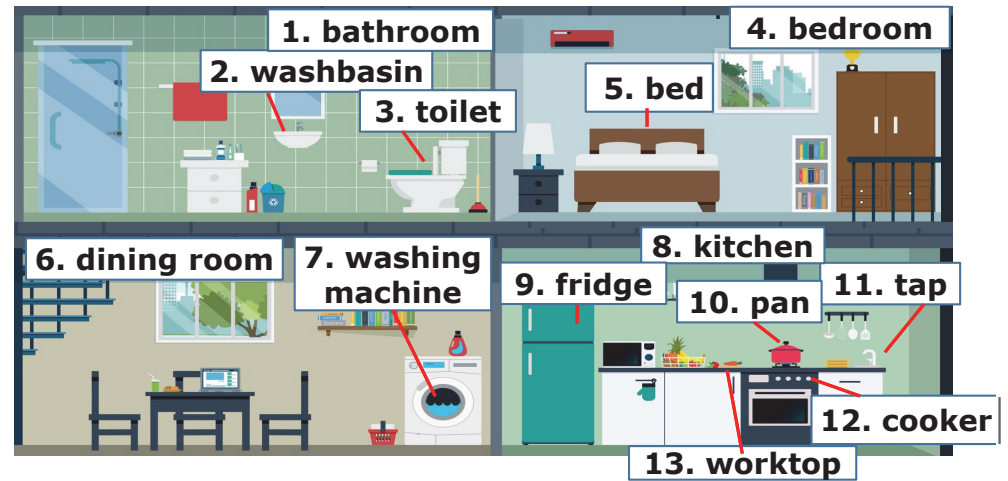 1. bathroom
2. washbasin
3. toilet
4. bedroom
5. bed
6. dining room
7. washing
machine
8. kitchen
9. fridge
10. pan
11. tap
12. cooker
13. worktop